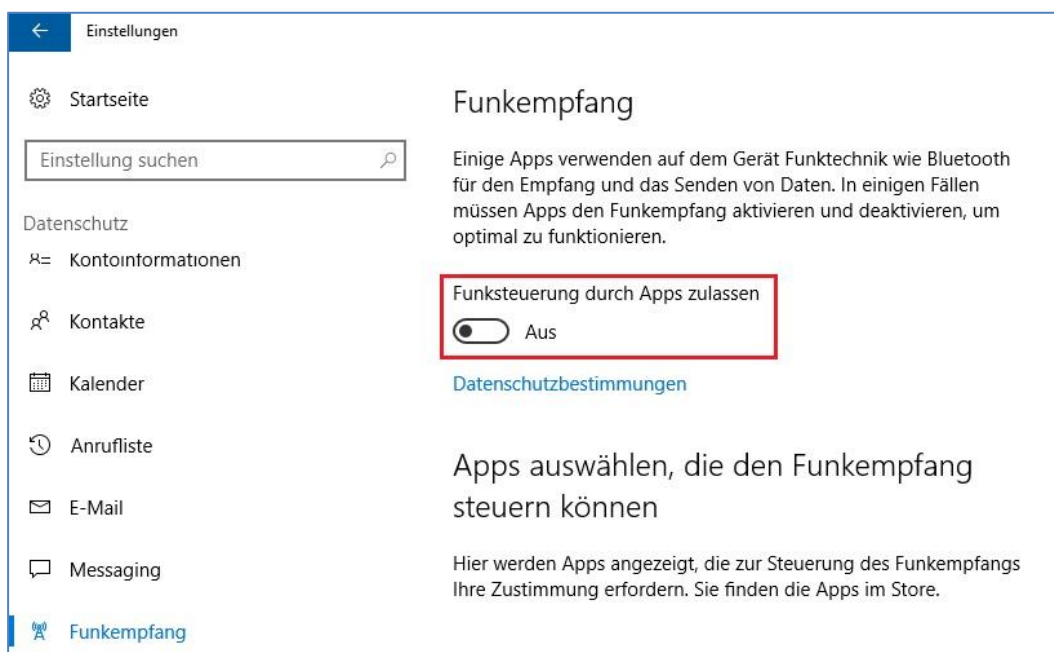 Einstellungen
Startseite
Einstellung suchen
Datenschutz
Kontoinformationen
Kontakte
Kalender
Anrufliste
E-Mail
Messaging
Funkempfang
Funkempfang
Einige Apps verwenden auf dem Gerät Funktechnik wie Bluetooth
für den Empfang und das Senden von Daten. In einigen Fällen
müssen Apps den Funkempfang aktivieren und deaktivieren, um
optimal zu funktionieren.
Funksteuerung durch Apps zulassen
Aus
Datenschutzbestimmungen
Apps auswählen, die den Funkempfang
steuern können
Hier werden Apps angezeigt, die zur Steuerung des Funkempfangs
Ihre Zustimmung erfordern. Sie finden die Apps im Store.